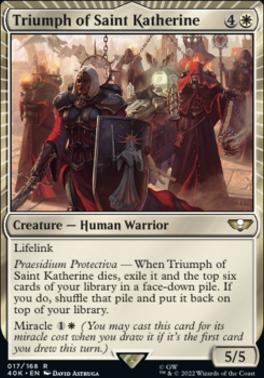 Triumph of Saint Katherine 4
Creature — Human Warrior
Lifelink
Praesidium Protectiva — When Triumph of
Saint Katherine dies, exile it and the top six
cards of your library in a face-down pile. If
you do, shuffle that pile and put it back on
top of your library.
Miracle 1 (You may cast this card for its
miracle cost when you draw it if it's the first
card you drew this turn.)
5/5
017/168 R
40K • EN DAVID ASTRUGA
© GW
™ & © 2022 Wizards of the Coast